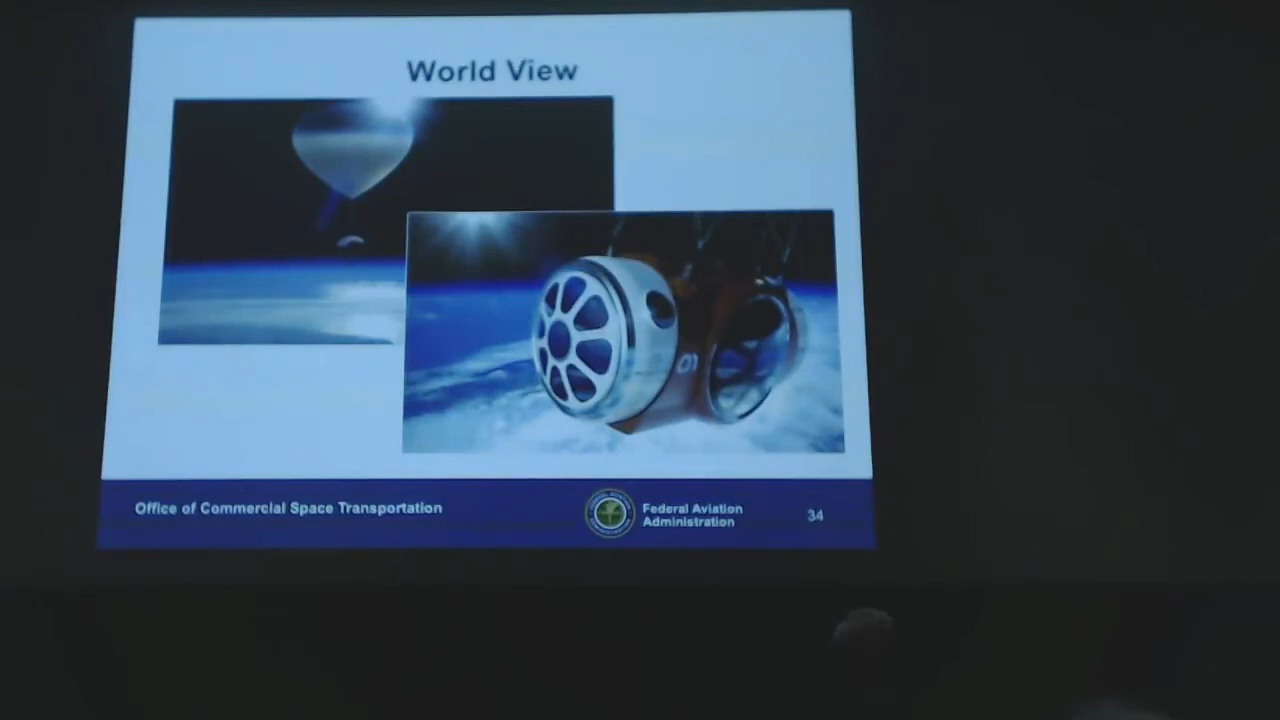 World View
Office of Commercial Space Transportation
Federal Aviation
Administration
34